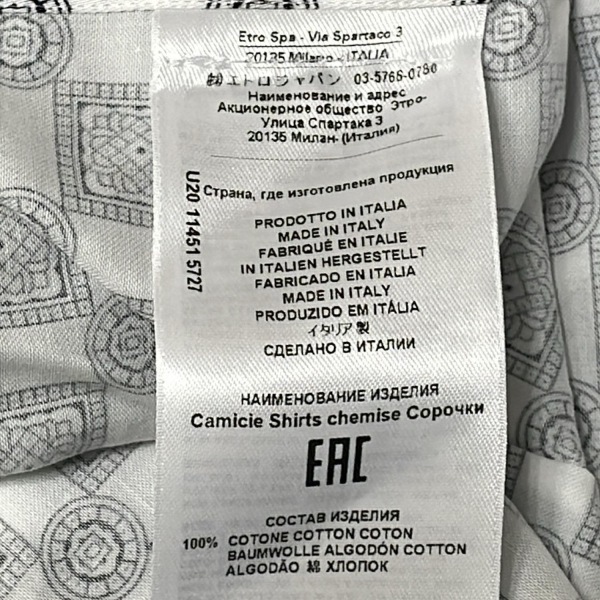 Etro Spa - Via Spartaco 3
20135 Milano - ITALIA
㈱エトロジャパン 03-5766-0780
Наименование и адрес
Акционерное общество Этро-
Улица Спартака 3
20135 Милан- (Италия)
U20 11451 5727
Страна, где изготовлена продукция
PRODOTTO IN ITALIA
MADE IN ITALY
FABRIQUÉ EN ITALIE
IN ITALIEN HERGESTELLT
FABRICADO EN ITALIA
MADE IN ITALY
PRODUZIDO EM ITÁLIA
イタリア製
СДЕЛАНО В ИТАЛИИ
НАИМЕНОВАНИЕ ИЗДЕЛИЯ
Camicie Shirts chemise Сорочки
EAC
СОСТАВ ИЗДЕЛИЯ
100% COTONE COTTON COTON
BAUMWOLLE ALGODÓN COTTON
ALGODÃO 綿 ХЛОПОК